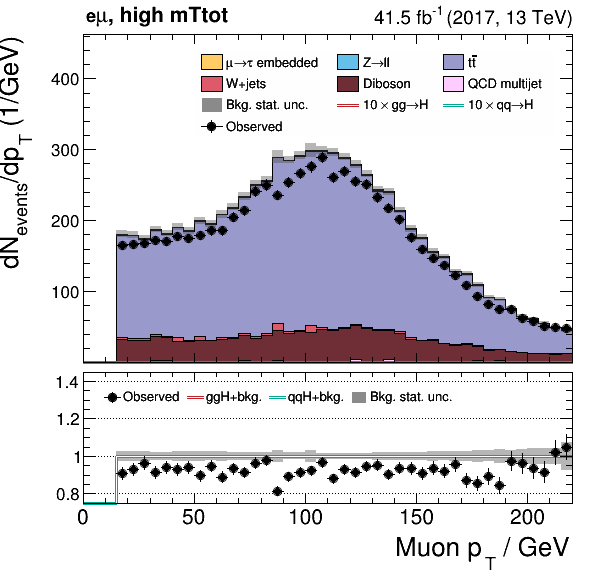 eμ, high mTtot
41.5 fb⁻¹ (2017, 13 TeV)
dN_events/dp_T (1/GeV)
μ→τ embedded
Z→ll
tt̄
W+jets
Diboson
QCD multijet
Bkg. stat. unc.
10 × gg→H
10 × qq→H
Observed
400
300
200
100
Observed
ggH+bkg.
qqH+bkg.
Bkg. stat. unc.
1.4
1.2
1
0.8
0
50
100
150
200
Muon p_T / GeV